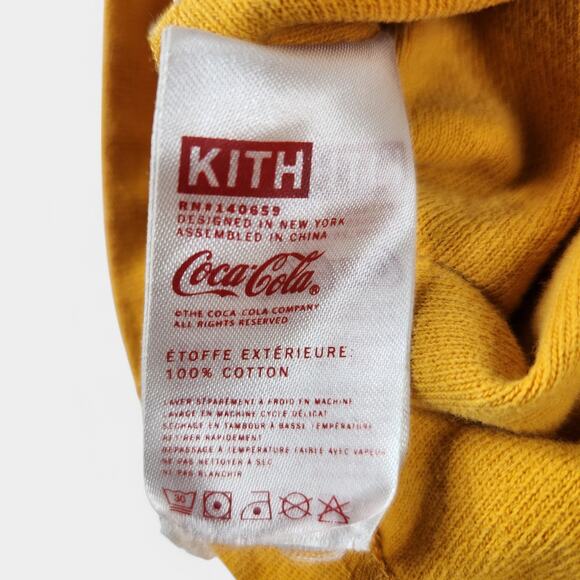 KITH
RN#140659
DESIGNED IN NEW YORK
ASSEMBLED IN CHINA
Coca-Cola®
©THE COCA-COLA COMPANY
ALL RIGHTS RESERVED
ÉTOFFE EXTÉRIEURE:
100% COTTON
LAVER SÉPARÉMENT À FROID EN MACHINE
LAVAGE EN MACHINE CYCLE DÉLICAT
SÉCHAGE EN TAMBOUR À BASSE TEMPÉRATURE
RETIRER RAPIDEMENT
REPASSAGE À TEMPÉRATURE FAIBLE AVEC VAPEUR
NE PAS NETTOYER À SEC
NE PAS BLANCHIR
30